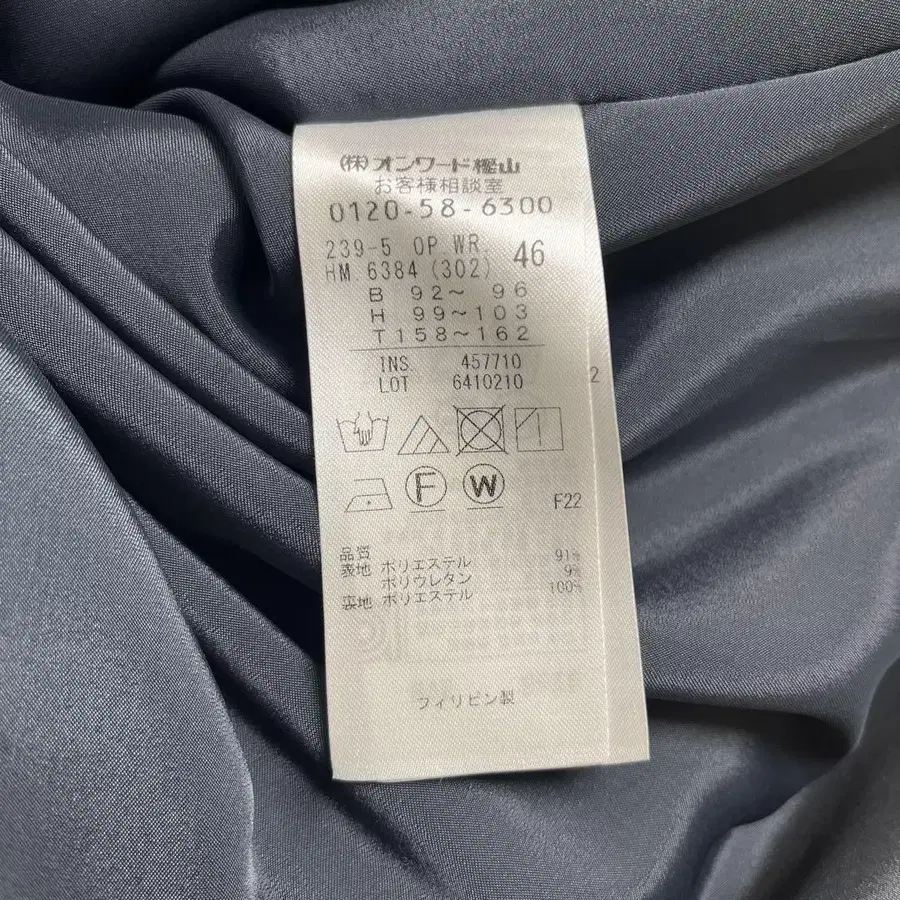 (株)オンワード樫山
お客様相談室
0120-58-6300
239-5 OP.WR. 46
HM.6384 (302)
B 92~ 96
H 99~103
T158~162
INS. 457710
LOT 6410210
2
F
W
F22
品質
表地 ポリエステル 91%
ポリウレタン 9%
裏地 ポリエステル 100%
フィリピン製